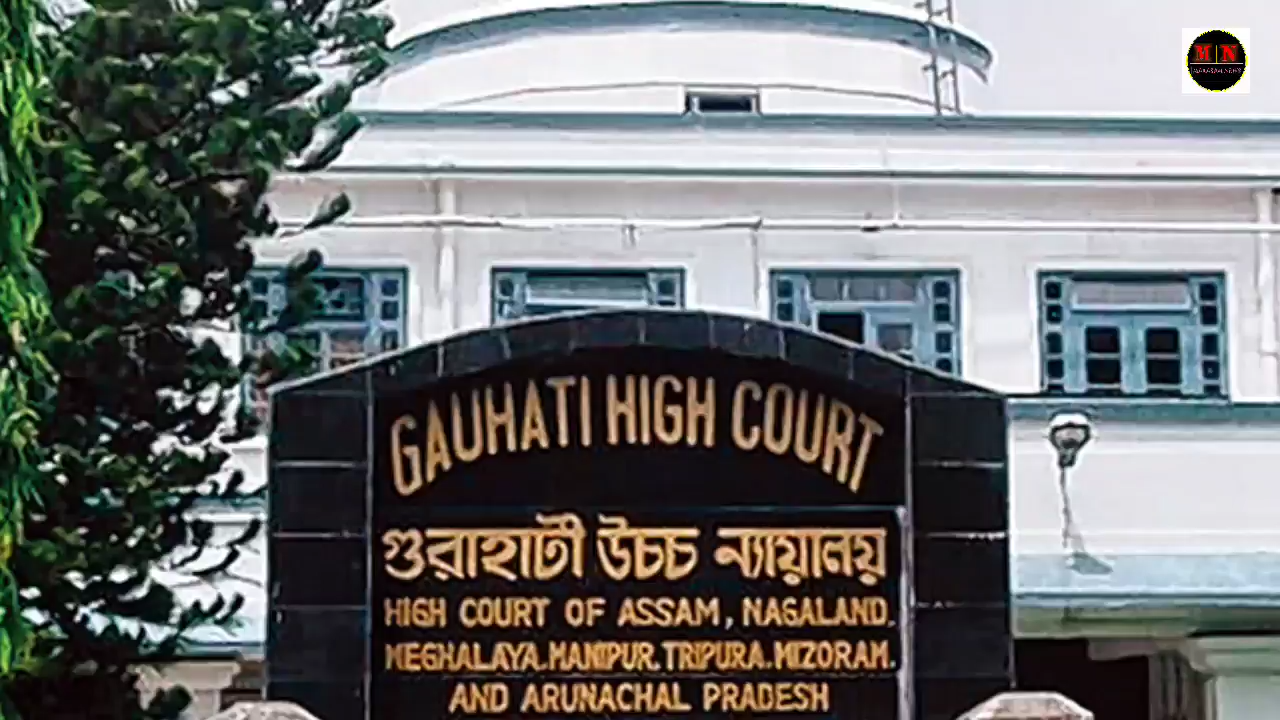 M N
GAUHATI HIGH COURT
গুৱাহাটী উচ্চ ন্যায়ালয়
HIGH COURT OF ASSAM, NAGALAND,
MEGHALAYA, MANIPUR, TRIPURA, MIZORAM,
AND ARUNACHAL PRADESH